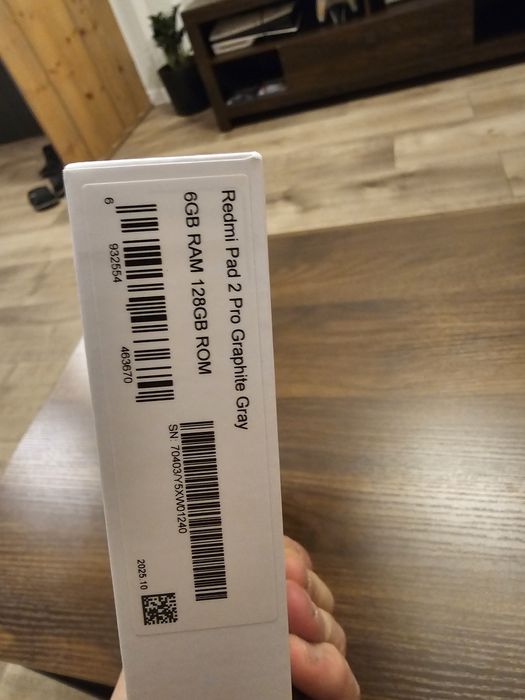 Redmi Pad 2 Pro Graphite Gray
6GB RAM 128GB ROM
6 932554 463670
SN: 70403/Y5XW01240
2025.10